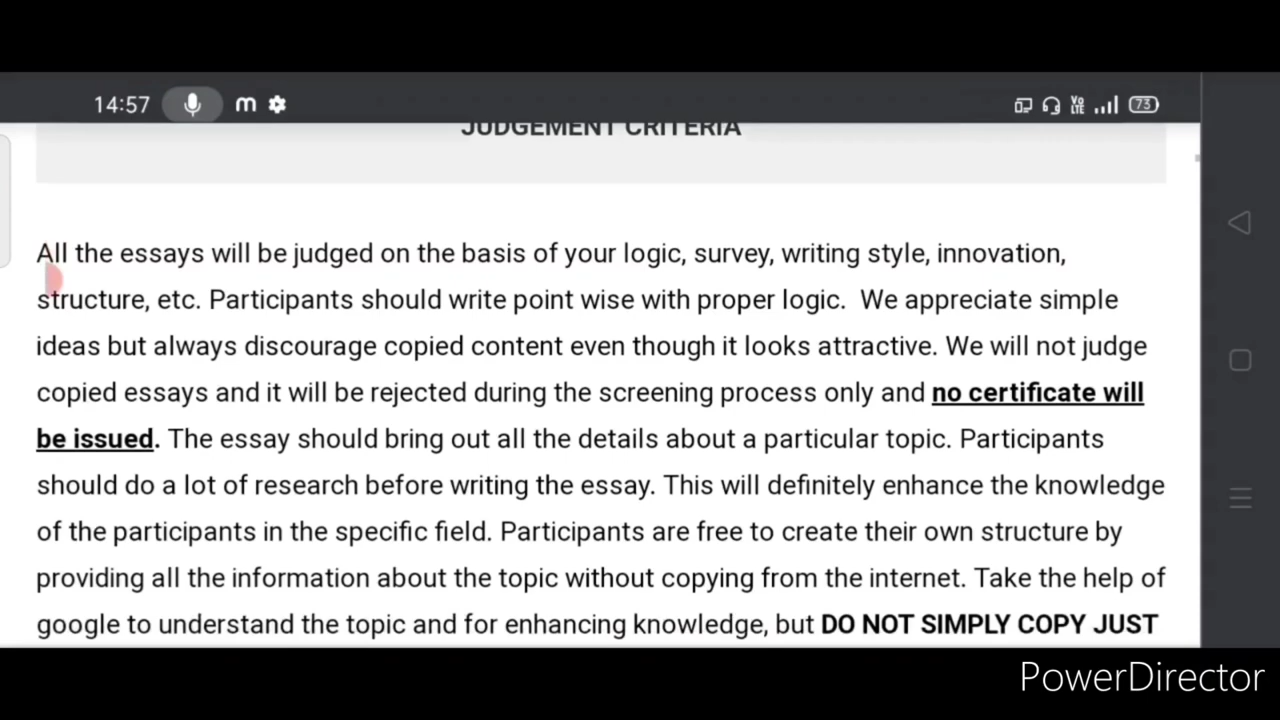 14:57 m Vo LTE 73
JUDGEMENT CRITERIA
All the essays will be judged on the basis of your logic, survey, writing style, innovation,
structure, etc. Participants should write point wise with proper logic.  We appreciate simple
ideas but always discourage copied content even though it looks attractive. We will not judge
copied essays and it will be rejected during the screening process only and no certificate will
be issued. The essay should bring out all the details about a particular topic. Participants
should do a lot of research before writing the essay. This will definitely enhance the knowledge
of the participants in the specific field. Participants are free to create their own structure by
providing all the information about the topic without copying from the internet. Take the help of
google to understand the topic and for enhancing knowledge, but DO NOT SIMPLY COPY JUST
PowerDirector